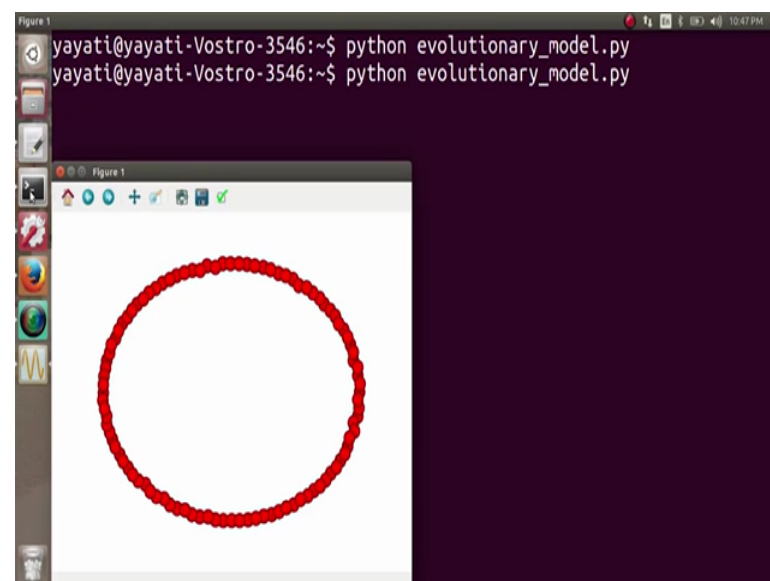 Figure 1
En
10:47 PM
yayati@yayati-Vostro-3546:~$ python evolutionary_model.py
yayati@yayati-Vostro-3546:~$ python evolutionary_model.py
Figure 1